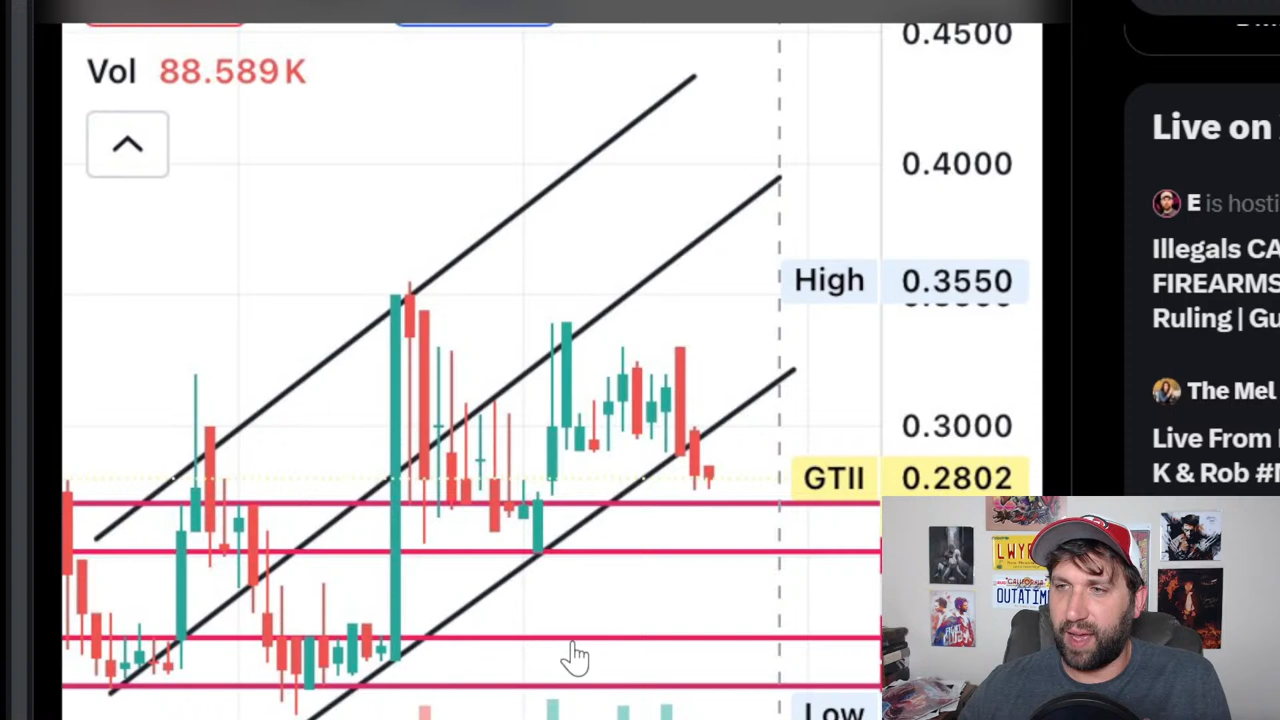 0.4500
Vol 88.589K
0.4000
High 0.3550
0.3000
GTII 0.2802
Low
Live on
E is hosti
Illegals CA
FIREARMS
Ruling | Gu
The Mel
Live From
K & Rob #
LWY
OUTATIM